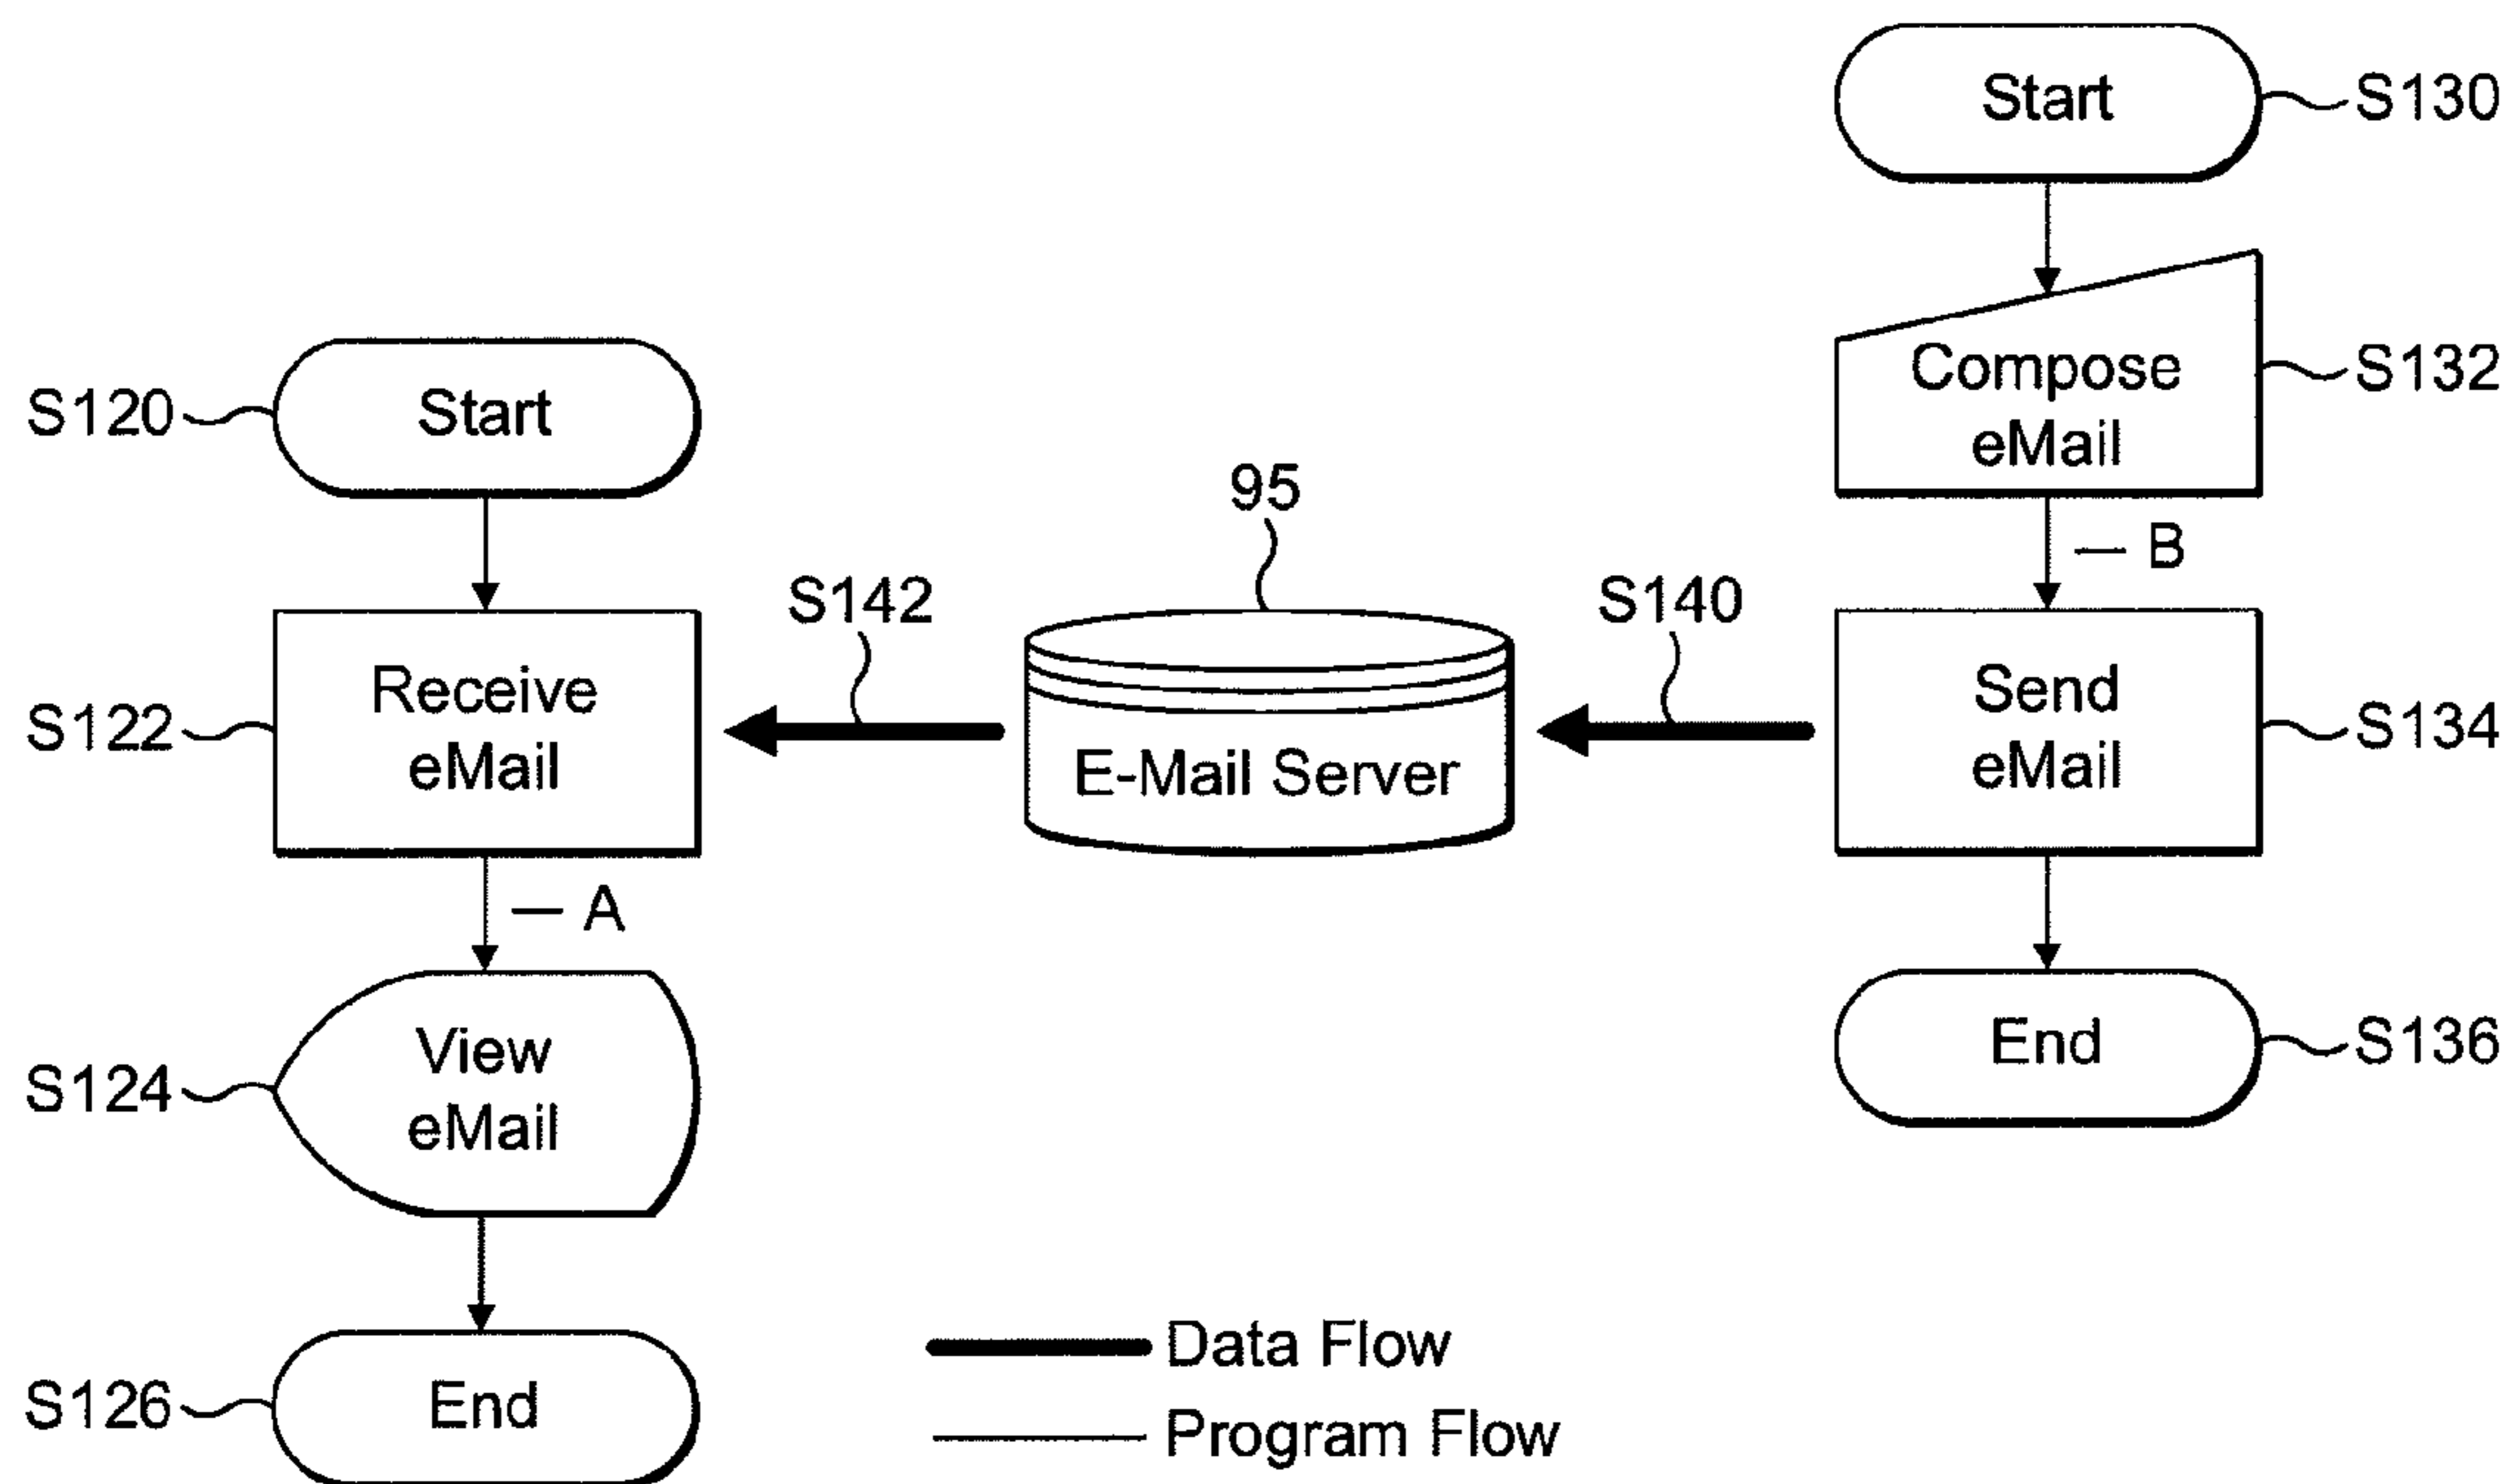 Start
S130
Compose
eMail
S132
S120
Start
95
B
S142
S140
S122
Receive
eMail
E-Mail Server
Send
eMail
S134
A
S124
View
eMail
End
S136
Data Flow
S126
End
Program Flow